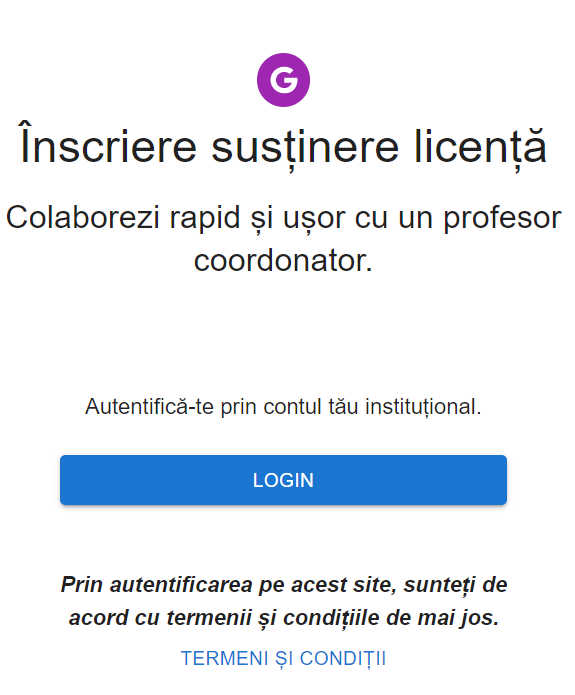 G
Înscriere susținere licență
Colaborezi rapid și ușor cu un profesor
coordonator.
Autentifică-te prin contul tău instituțional.
LOGIN
Prin autentificarea pe acest site, sunteți de
acord cu termenii și condițiile de mai jos.
TERMENI ȘI CONDIȚII